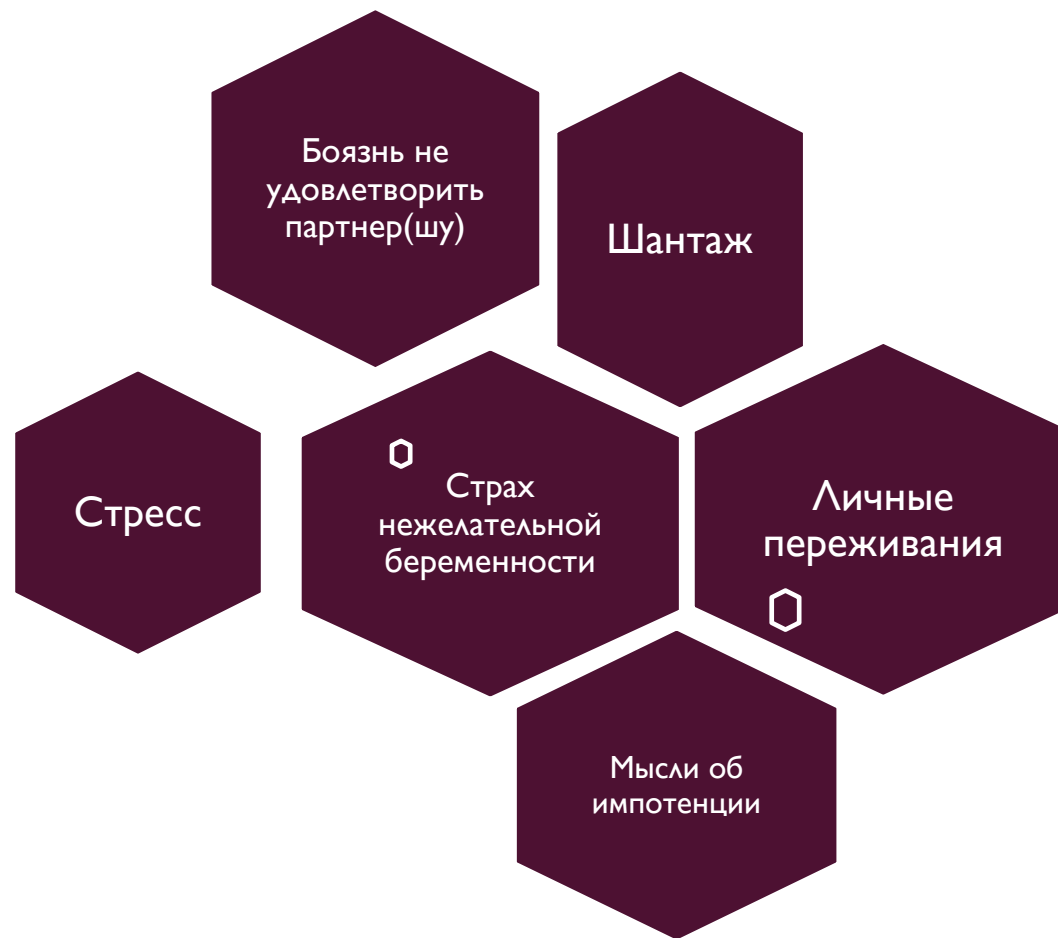 Боязнь не
удовлетворить
партнер(шу)
Шантаж
Стресс
Страх
нежелательной
беременности
Личные
переживания
Мысли об
импотенции